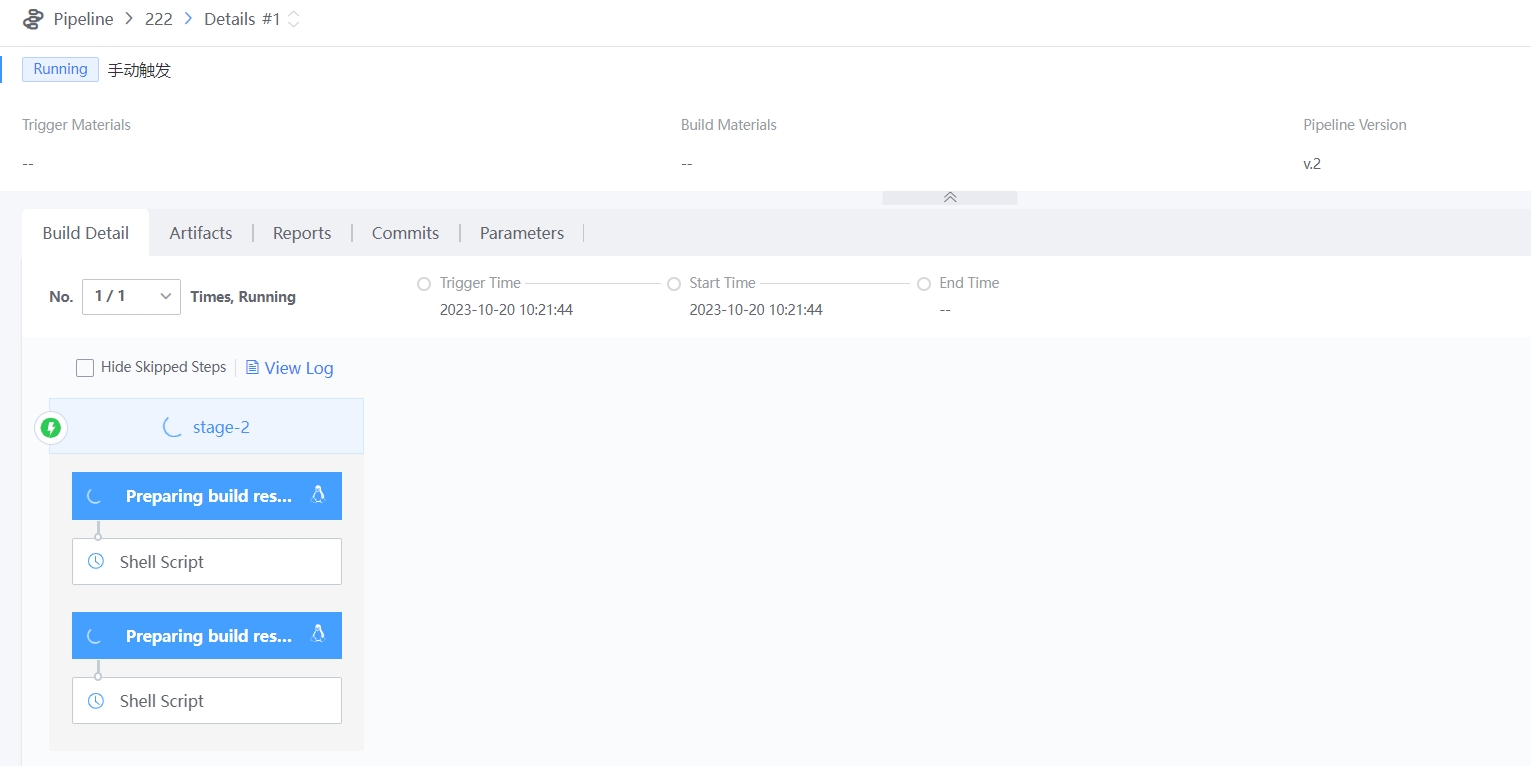 Pipeline > 222 > Details #1
Running 手动触发
Trigger Materials Build Materials Pipeline Version
-- -- v.2
Build Detail Artifacts | Reports | Commits | Parameters |
No. 1 / 1 Times, Running
Trigger Time Start Time End Time
2023-10-20 10:21:44 2023-10-20 10:21:44 --
Hide Skipped Steps View Log
stage-2
Preparing build res...
Shell Script
Preparing build res...
Shell Script